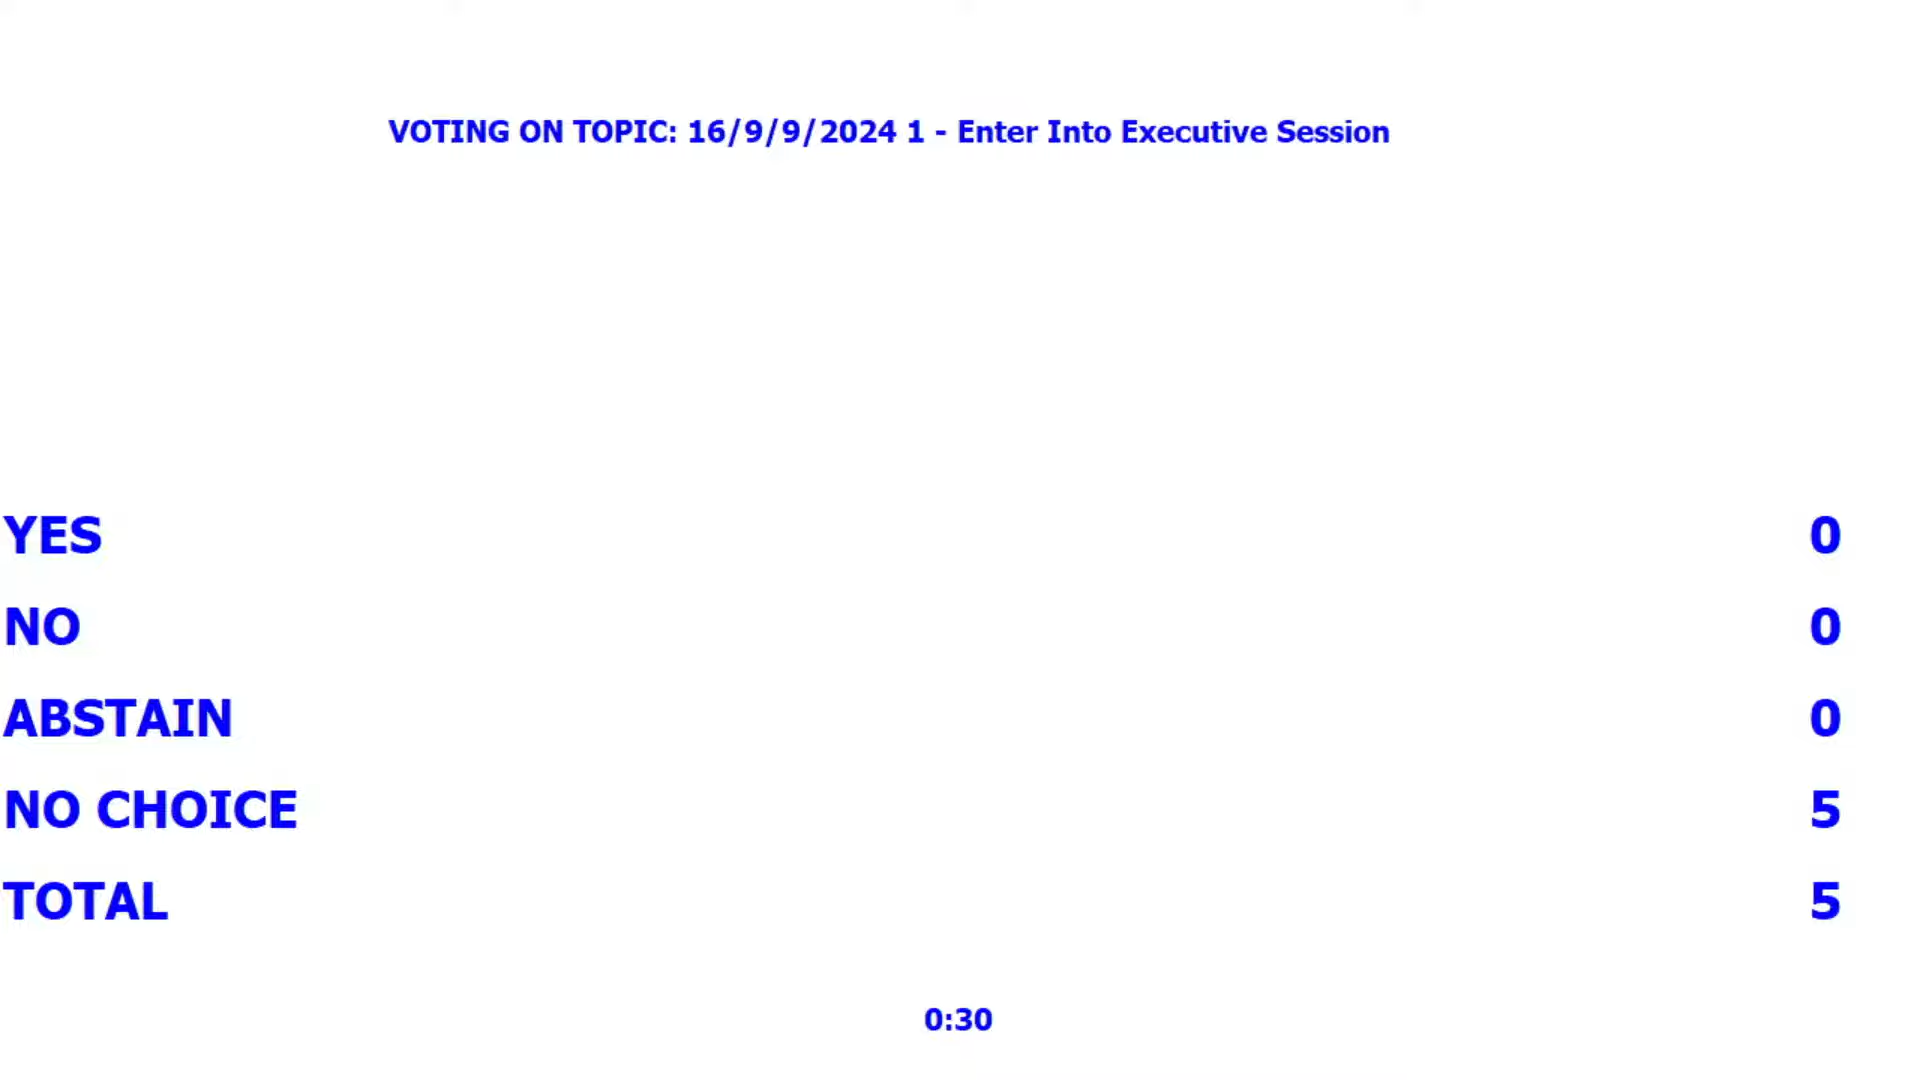 VOTING ON TOPIC: 16/9/9/2024 1 - Enter Into Executive Session
YES 0
NO 0
ABSTAIN 0
NO CHOICE 5
TOTAL 5
0:30